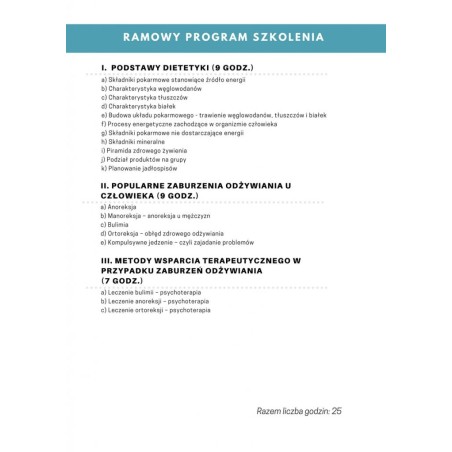 RAMOWY PROGRAM SZKOLENIA
I. PODSTAWY DIETETYKI (9 GODZ.)
a) Składniki pokarmowe stanowiące źródło energii
b) Charakterystyka węglowodanów
c) Charakterystyka tłuszczów
d) Charakterystyka białek
e) Budowa układu pokarmowego - trawienie węglowodanów, tłuszczów i białek
f) Procesy energetyczne zachodzące w organizmie człowieka
g) Składniki pokarmowe nie dostarczające energii
h) Składniki mineralne
i) Piramida zdrowego żywienia
j) Podział produktów na grupy
k) Planowanie jadłospisów
II. POPULARNE ZABURZENIA ODŻYWIANIA U
CZŁOWIEKA (9 GODZ.)
a) Anoreksja
b) Manoreksja – anoreksja u mężczyzn
c) Bulimia
d) Ortoreksja – obłęd zdrowego odżywiania
e) Kompulsywne jedzenie – czyli zajadanie problemów
III. METODY WSPARCIA TERAPEUTYCZNEGO W
PRZYPADKU ZABURZEŃ ODŻYWIANIA
(7 GODZ.)
a) Leczenie bulimii – psychoterapia
b) Leczenie anoreksji – psychoterapia
c) Leczenie ortoreksji – psychoterapia
Razem liczba godzin: 25